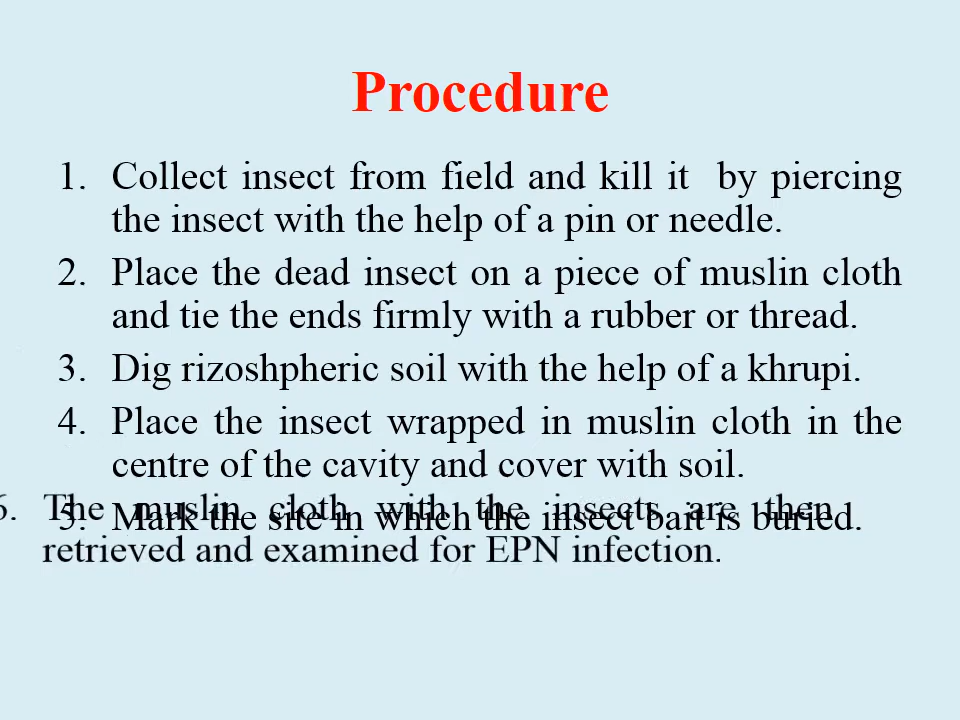 Procedure
1. Collect insect from field and kill it by piercing
the insect with the help of a pin or needle.
2. Place the dead insect on a piece of muslin cloth
and tie the ends firmly with a rubber or thread.
3. Dig rizoshpheric soil with the help of a khrupi.
4. Place the insect wrapped in muslin cloth in the
centre of the cavity and cover with soil.
5. Mark the site in which the insect bait is buried.
6. The muslin cloth with the insects are then
retrieved and examined for EPN infection.